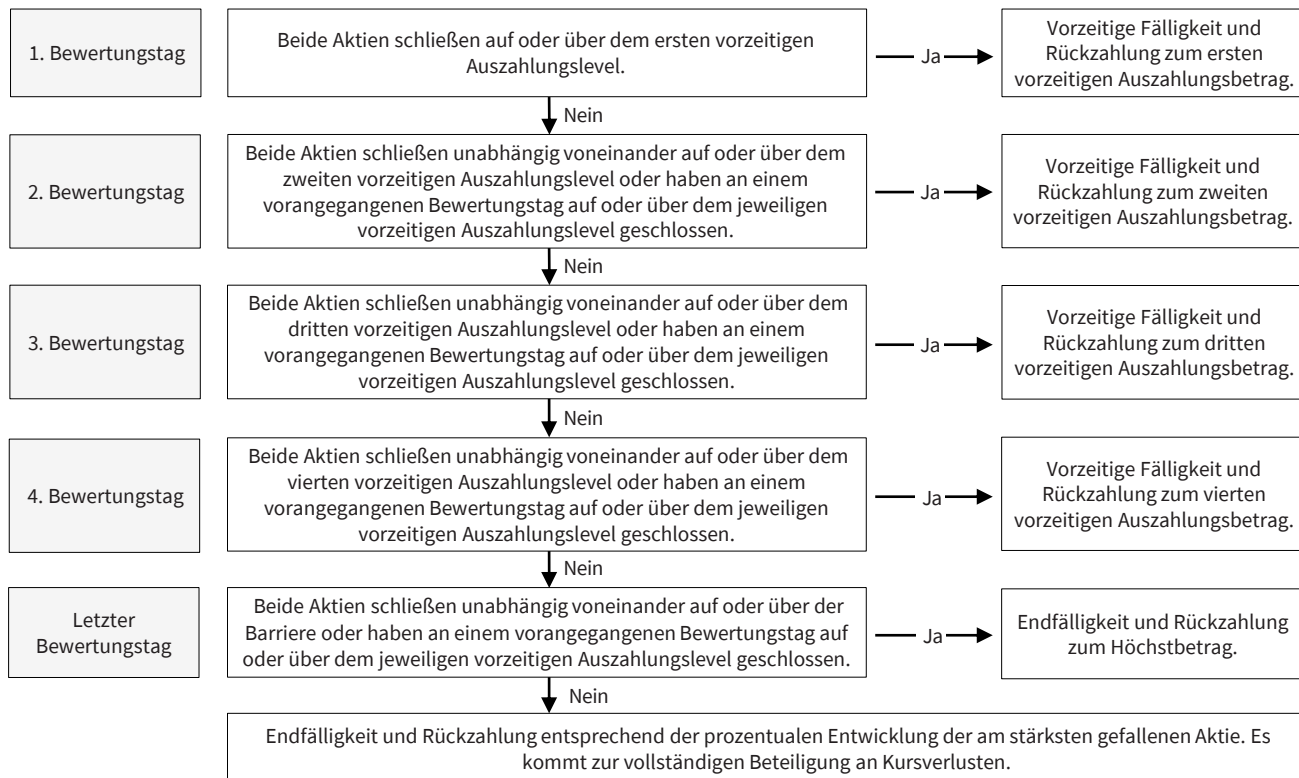 1. Bewertungstag
Beide Aktien schließen auf oder über dem ersten vorzeitigen
Auszahlungslevel.
Ja
Vorzeitige Fälligkeit und
Rückzahlung zum ersten
vorzeitigen Auszahlungsbetrag.
Nein
2. Bewertungstag
Beide Aktien schließen unabhängig voneinander auf oder über dem
zweiten vorzeitigen Auszahlungslevel oder haben an einem
vorangegangenen Bewertungstag auf oder über dem jeweiligen
vorzeitigen Auszahlungslevel geschlossen.
Ja
Vorzeitige Fälligkeit und
Rückzahlung zum zweiten
vorzeitigen Auszahlungsbetrag.
Nein
3. Bewertungstag
Beide Aktien schließen unabhängig voneinander auf oder über dem
dritten vorzeitigen Auszahlungslevel oder haben an einem
vorangegangenen Bewertungstag auf oder über dem jeweiligen
vorzeitigen Auszahlungslevel geschlossen.
Ja
Vorzeitige Fälligkeit und
Rückzahlung zum dritten
vorzeitigen Auszahlungsbetrag.
Nein
4. Bewertungstag
Beide Aktien schließen unabhängig voneinander auf oder über dem
vierten vorzeitigen Auszahlungslevel oder haben an einem
vorangegangenen Bewertungstag auf oder über dem jeweiligen
vorzeitigen Auszahlungslevel geschlossen.
Ja
Vorzeitige Fälligkeit und
Rückzahlung zum vierten
vorzeitigen Auszahlungsbetrag.
Nein
Letzter
Bewertungstag
Beide Aktien schließen unabhängig voneinander auf oder über der
Barriere oder haben an einem vorangegangenen Bewertungstag auf
oder über dem jeweiligen vorzeitigen Auszahlungslevel geschlossen.
Ja
Endfälligkeit und Rückzahlung
zum Höchstbetrag.
Nein
Endfälligkeit und Rückzahlung entsprechend der prozentualen Entwicklung der am stärksten gefallenen Aktie. Es
kommt zur vollständigen Beteiligung an Kursverlusten.